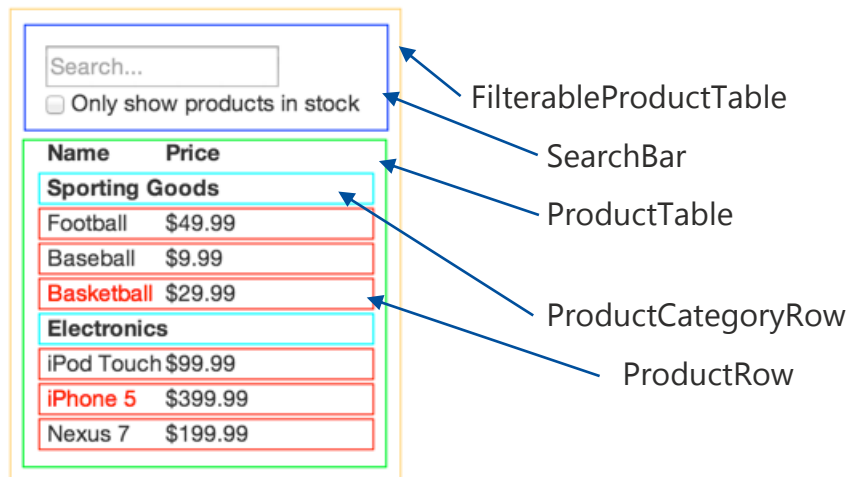 Search...
Only show products in stock
Name Price
Sporting Goods
Football $49.99
Baseball $9.99
Basketball $29.99
Electronics
iPod Touch $99.99
iPhone 5 $399.99
Nexus 7 $199.99
FilterableProductTable
SearchBar
ProductTable
ProductCategoryRow
ProductRow